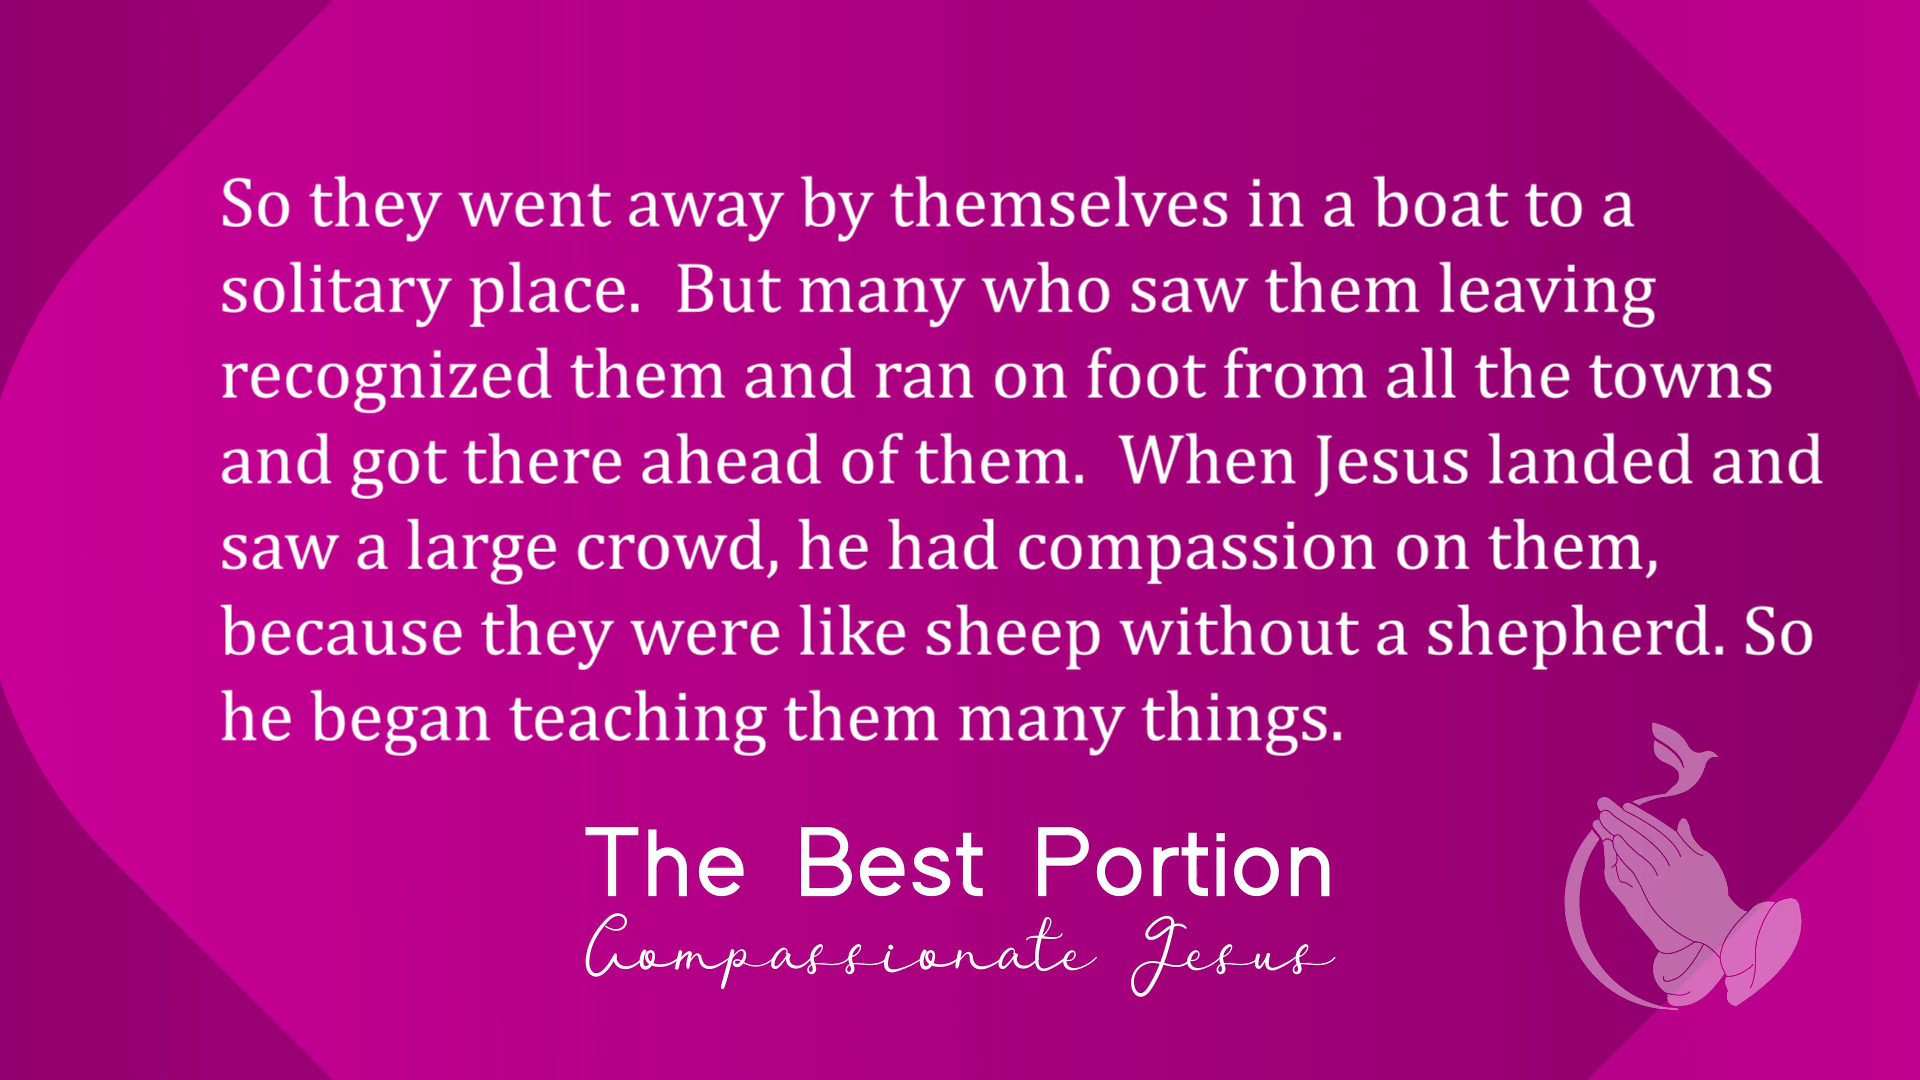 So they went away by themselves in a boat to a
solitary place.  But many who saw them leaving
recognized them and ran on foot from all the towns
and got there ahead of them.  When Jesus landed and
saw a large crowd, he had compassion on them,
because they were like sheep without a shepherd. So
he began teaching them many things.
The Best Portion
Compassionate Jesus